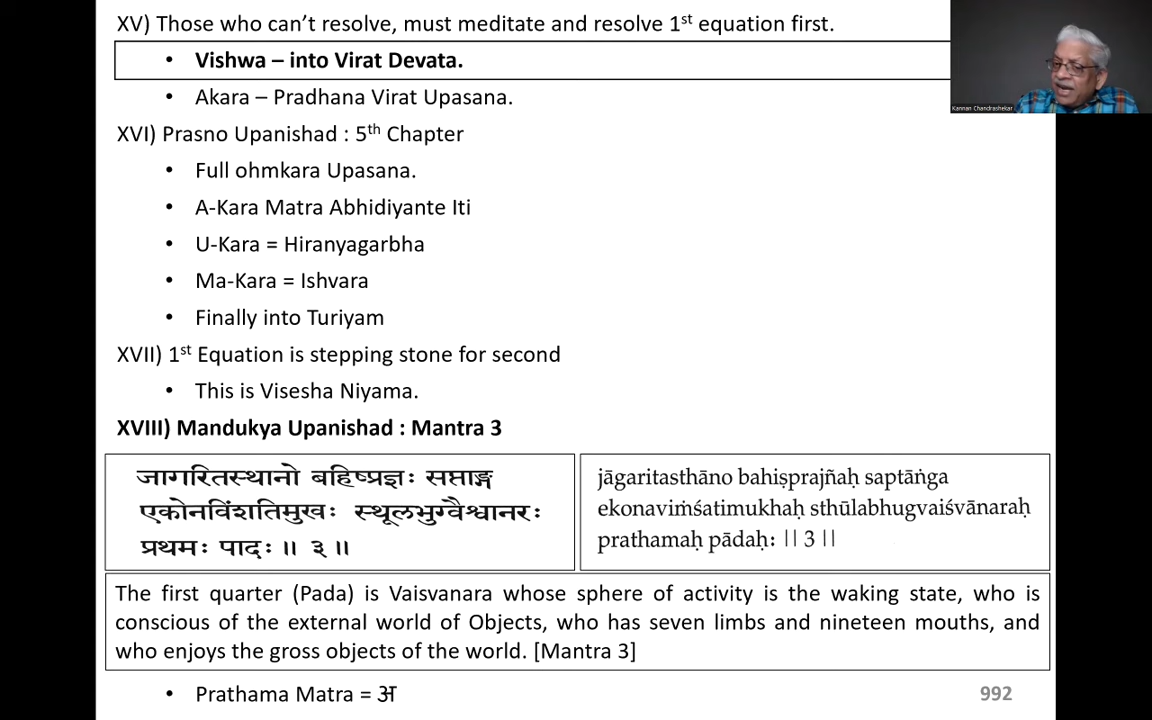 XV) Those who can’t resolve, must meditate and resolve 1st equation first.
• Vishwa – into Virat Devata.
• Akara – Pradhana Virat Upasana.
Kannan Chandrashekar
XVI) Prasno Upanishad : 5th Chapter
• Full ohmkara Upasana.
• A-Kara Matra Abhidiyante Iti
• U-Kara = Hiranyagarbha
• Ma-Kara = Ishvara
• Finally into Turiyam
XVII) 1st Equation is stepping stone for second
• This is Visesha Niyama.
XVIII) Mandukya Upanishad : Mantra 3
जागरितस्थानो बहिष्प्रज्ञः सप्ताङ्ग
एकोनविंशतिमुखः स्थूलभुग्वैश्वानरः
प्रथमः पादः ॥ ३ ॥
jāgaritasthāno bahiṣprajñaḥ saptāṅga
ekonaviṁśatimukhaḥ sthūlabhugvaiśvānaraḥ
prathamaḥ pādaḥ: || 3 ||
The first quarter (Pada) is Vaisvanara whose sphere of activity is the waking state, who is
conscious of the external world of Objects, who has seven limbs and nineteen mouths, and
who enjoys the gross objects of the world. [Mantra 3]
• Prathama Matra = अ
992